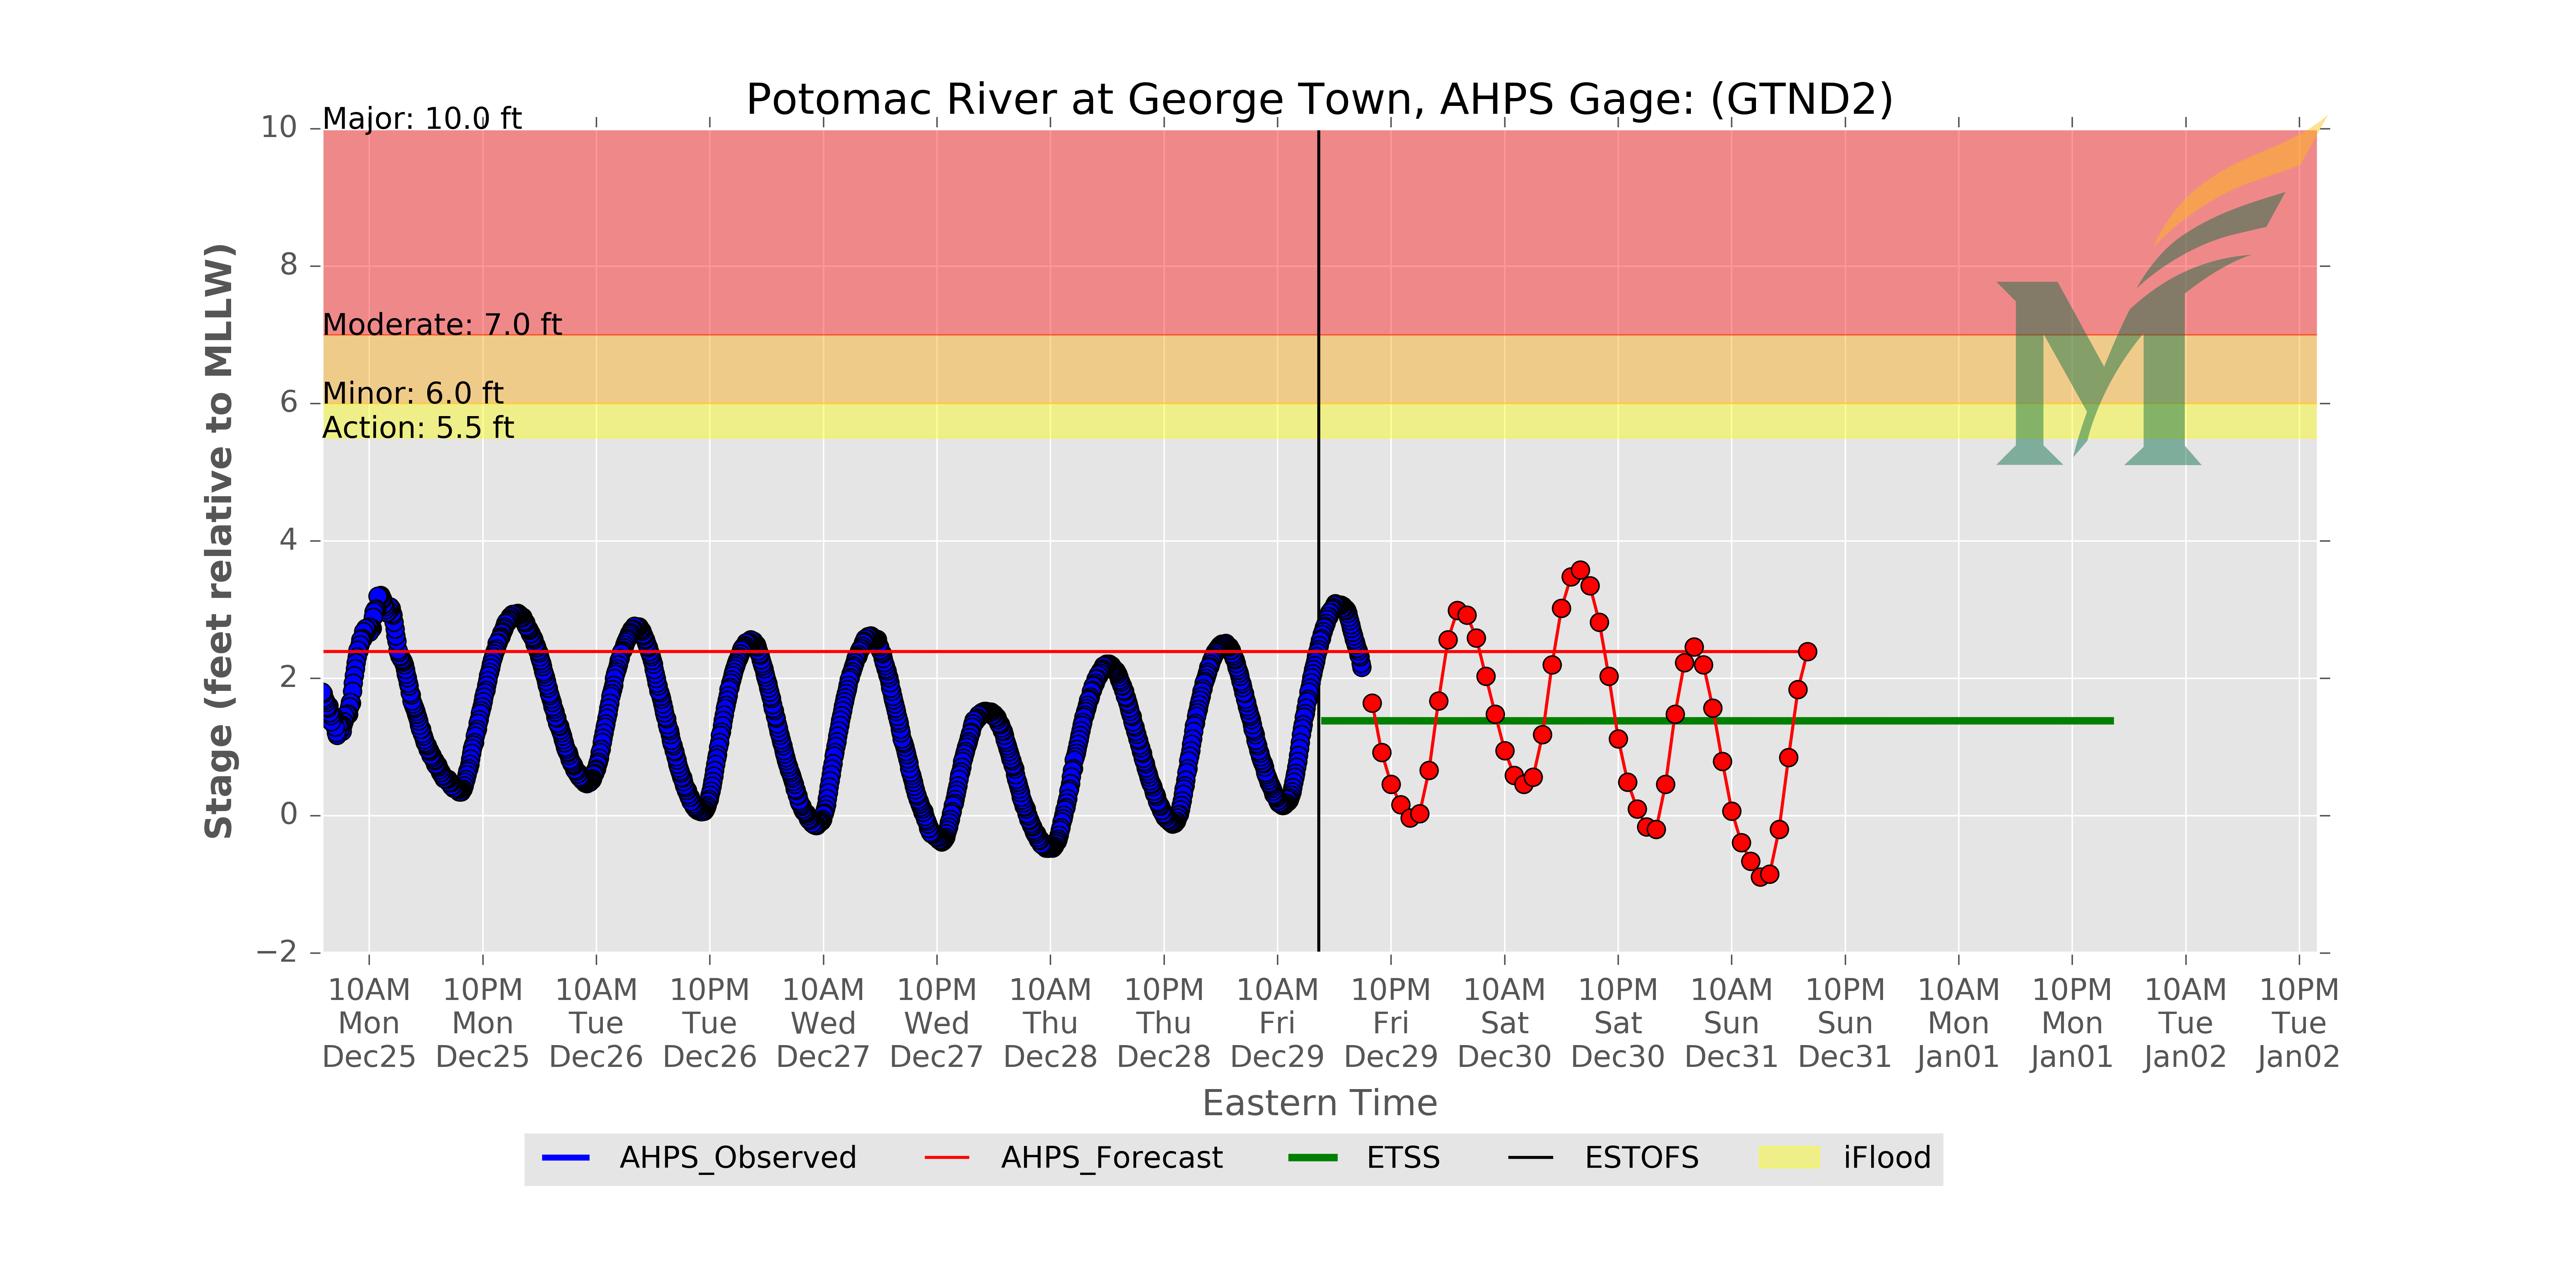 Potomac River at George Town, AHPS Gage: (GTND2)
Major: 10.0 ft
Moderate: 7.0 ft
Minor: 6.0 ft
Action: 5.5 ft
10
8
6
4
2
0
−2
Stage (feet relative to MLLW)
10AM 10PM 10AM 10PM 10AM 10PM 10AM 10PM 10AM 10PM 10AM 10PM 10AM 10PM 10AM 10PM 10AM 10PM
Mon Mon Tue Tue Wed Wed Thu Thu Fri Fri Sat Sat Sun Sun Mon Mon Tue Tue
Dec25 Dec25 Dec26 Dec26 Dec27 Dec27 Dec28 Dec28 Dec29 Dec29 Dec30 Dec30 Dec31 Dec31 Jan01 Jan01 Jan02 Jan02
Eastern Time
AHPS_Observed AHPS_Forecast ETSS ESTOFS iFlood
M